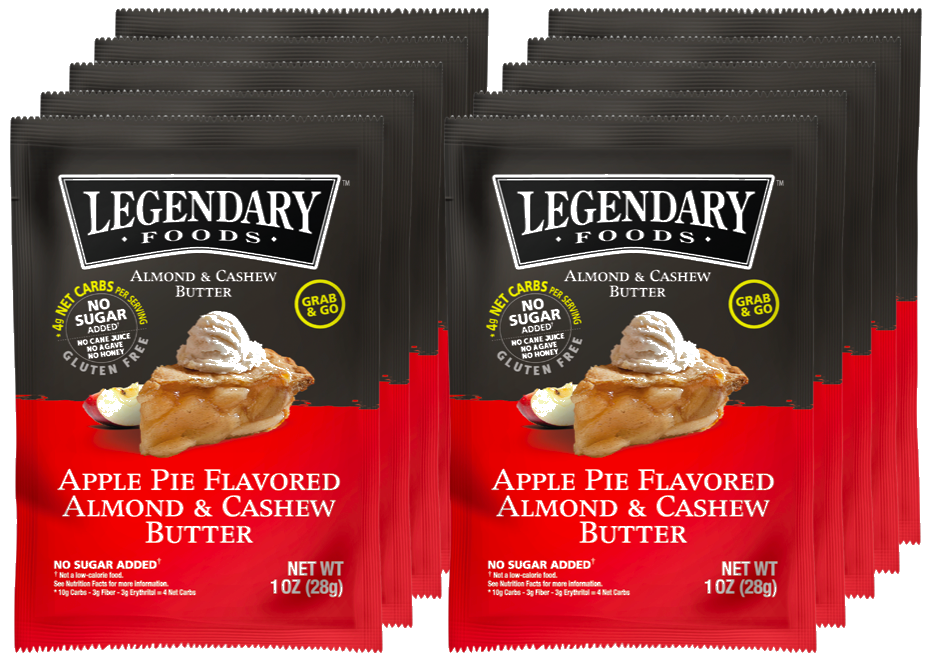 LEGENDARY™
· FOODS ·
ALMOND & CASHEW
BUTTER
• 4g NET CARBS PER SERVING
NO
SUGAR
ADDED†
NO CANE JUICE
NO AGAVE
NO HONEY
GLUTEN FREE
GRAB
& GO
APPLE PIE FLAVORED
ALMOND & CASHEW
BUTTER
NO SUGAR ADDED†
† Not a low-calorie food.
See Nutrition Facts for more information.
* 10g Carbs - 3g Fiber - 3g Erythritol = 4 Net Carbs
NET WT
1 OZ (28g)
LEGENDARY™
· FOODS ·
ALMOND & CASHEW
BUTTER
• 4g NET CARBS PER SERVING
NO
SUGAR
ADDED†
NO CANE JUICE
NO AGAVE
NO HONEY
GLUTEN FREE
GRAB
& GO
APPLE PIE FLAVORED
ALMOND & CASHEW
BUTTER
NO SUGAR ADDED†
† Not a low-calorie food.
See Nutrition Facts for more information.
* 10g Carbs - 3g Fiber - 3g Erythritol = 4 Net Carbs
NET WT
1 OZ (28g)